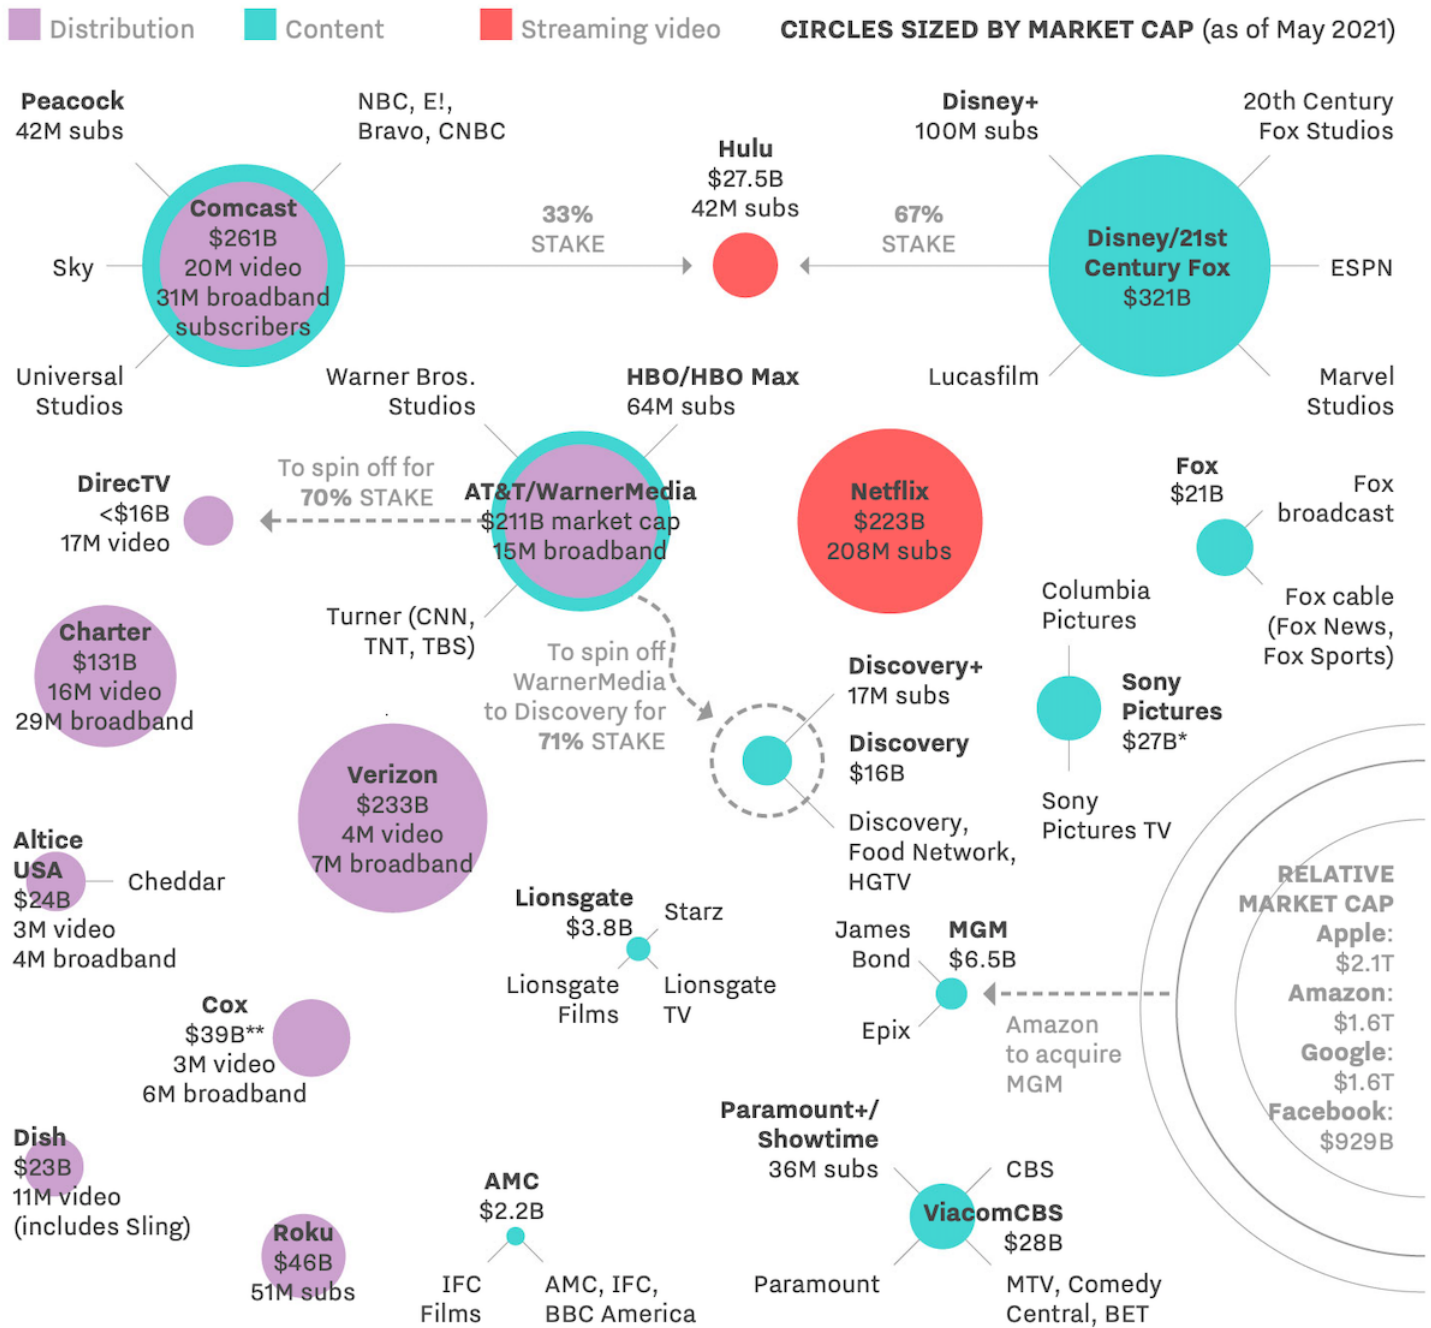 Distribution
Content
Streaming video
CIRCLES SIZED BY MARKET CAP (as of May 2021)
Peacock
42M subs
NBC, E!,
Bravo, CNBC
Comcast
$261B
20M video
31M broadband
subscribers
Sky
Universal
Studios
33%
STAKE
Hulu
$27.5B
42M subs
67%
STAKE
Disney+
100M subs
20th Century
Fox Studios
Disney/21st
Century Fox
$321B
ESPN
Lucasfilm
Marvel
Studios
Warner Bros.
Studios
HBO/HBO Max
64M subs
AT&T/WarnerMedia
$211B market cap
15M broadband
To spin off for
70% STAKE
DirecTV
<$16B
17M video
Turner (CNN,
TNT, TBS)
To spin off
WarnerMedia
to Discovery for
71% STAKE
Netflix
$223B
208M subs
Fox
$21B
Fox
broadcast
Fox cable
(Fox News,
Fox Sports)
Columbia
Pictures
Sony
Pictures
$27B*
Sony
Pictures TV
Charter
$131B
16M video
29M broadband
Discovery+
17M subs
Discovery
$16B
Discovery,
Food Network,
HGTV
Verizon
$233B
4M video
7M broadband
Altice
USA
$24B
3M video
4M broadband
Cheddar
Lionsgate
$3.8B
Starz
Lionsgate
Films
Lionsgate
TV
James
Bond
MGM
$6.5B
Epix
Amazon
to acquire
MGM
RELATIVE
MARKET CAP
Apple:
$2.1T
Amazon:
$1.6T
Google:
$1.6T
Facebook:
$929B
Cox
$39B**
3M video
6M broadband
Dish
$23B
11M video
(includes Sling)
Roku
$46B
51M subs
AMC
$2.2B
IFC
Films
AMC, IFC,
BBC America
Paramount+/
Showtime
36M subs
CBS
ViacomCBS
$28B
Paramount
MTV, Comedy
Central, BET